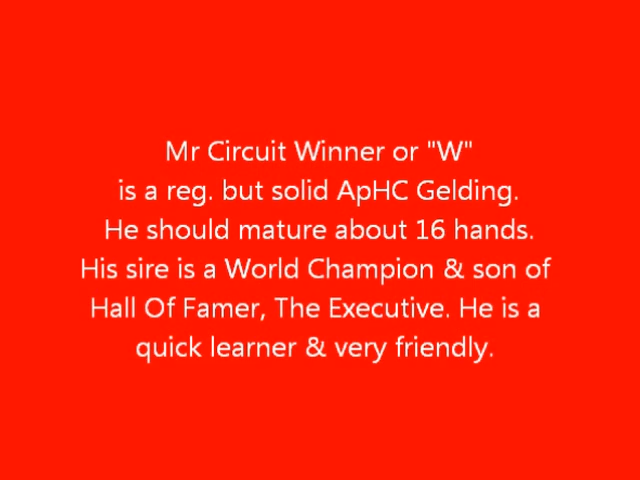 Mr Circuit Winner or "W"
is a reg. but solid ApHC Gelding.
He should mature about 16 hands.
His sire is a World Champion & son of
Hall Of Famer, The Executive. He is a
quick learner & very friendly.